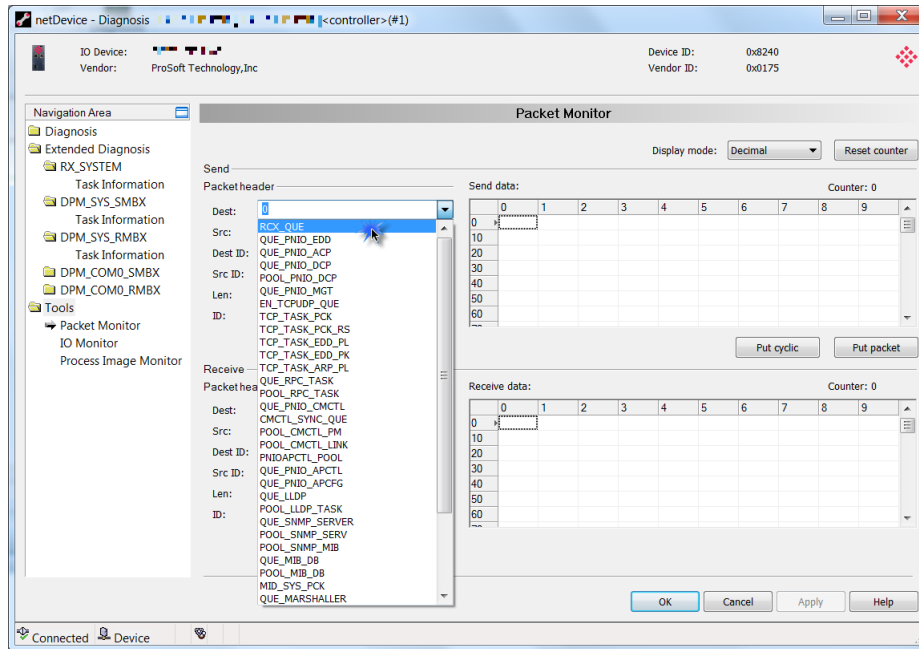 netDevice - Diagnosis <controller>(#1)
IO Device:
Vendor: ProSoft Technology,Inc
Device ID: 0x8240
Vendor ID: 0x0175
Navigation Area
Diagnosis
Extended Diagnosis
RX_SYSTEM
Task Information
DPM_SYS_SMBX
Task Information
DPM_SYS_RMBX
Task Information
DPM_COM0_SMBX
DPM_COM0_RMBX
Tools
Packet Monitor
IO Monitor
Process Image Monitor
Packet Monitor
Display mode: Decimal Reset counter
Send
Packet header
Dest: 0
Src:
Dest ID:
Src ID:
Len:
ID:
RCX_QUE
QUE_PNIO_EDD
QUE_PNIO_ACP
QUE_PNIO_DCP
POOL_PNIO_DCP
QUE_PNIO_MGT
EN_TCPUDP_QUE
TCP_TASK_PCK
TCP_TASK_PCK_RS
TCP_TASK_EDD_PL
TCP_TASK_EDD_PK
TCP_TASK_ARP_PL
QUE_RPC_TASK
POOL_RPC_TASK
QUE_PNIO_CMCTL
CMCTL_SYNC_QUE
POOL_CMCTL_PM
POOL_CMCTL_LINK
PNIOAPCTL_POOL
QUE_PNIO_APCTL
QUE_PNIO_APCFG
QUE_LLDP
POOL_LLDP_TASK
QUE_SNMP_SERVER
POOL_SNMP_SERV
POOL_SNMP_MIB
QUE_MIB_DB
POOL_MIB_DB
MID_SYS_PCK
QUE_MARSHALLER
Send data: Counter: 0
0 1 2 3 4 5 6 7 8 9
0
10
20
30
40
50
60
Put cyclic Put packet
Receive
Packet hea
Dest:
Src:
Dest ID:
Src ID:
Len:
ID:
Receive data: Counter: 0
0 1 2 3 4 5 6 7 8 9
0
10
20
30
40
50
60
OK Cancel Apply Help
Connected Device